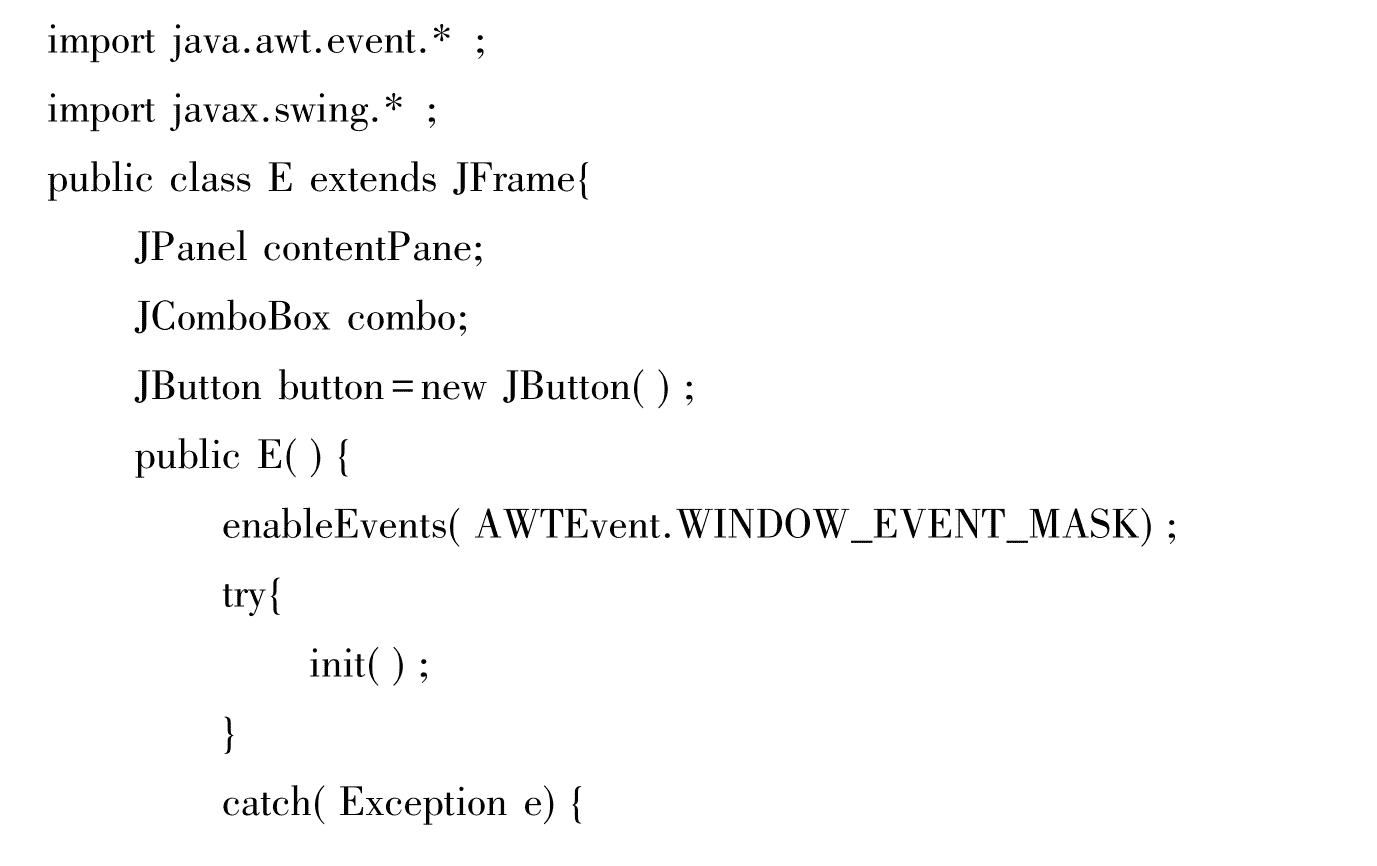 import java.awt.event.* ;
import javax.swing.* ;
public class E extends JFrame{
JPanel contentPane;
JComboBox combo;
JButton button=new JButton( ) ;
public E( ) {
enableEvents( AWTEvent.WINDOW_EVENT_MASK) ;
try{
init( ) ;
}
catch( Exception e) {